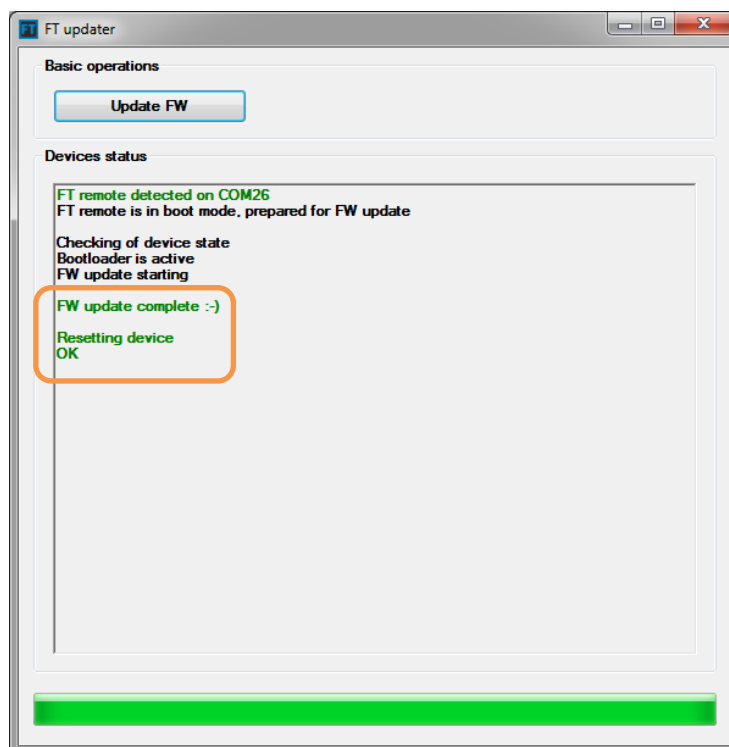 FT FT updater
Basic operations
Update FW
Devices status
FT remote detected on COM26
FT remote is in boot mode, prepared for FW update
Checking of device state
Bootloader is active
FW update starting
FW update complete :-)
Resetting device
OK